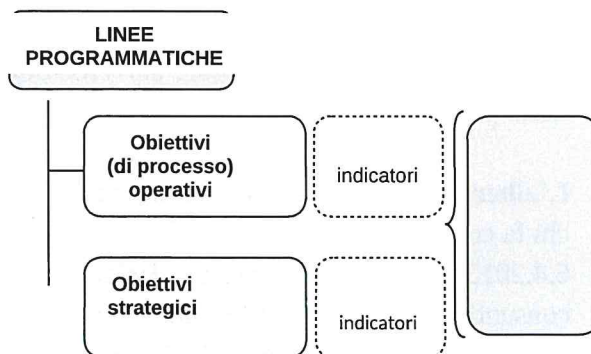 LINEE
PROGRAMMATICHE
Obiettivi
(di processo)
operativi
indicatori
Obiettivi
strategici
indicatori